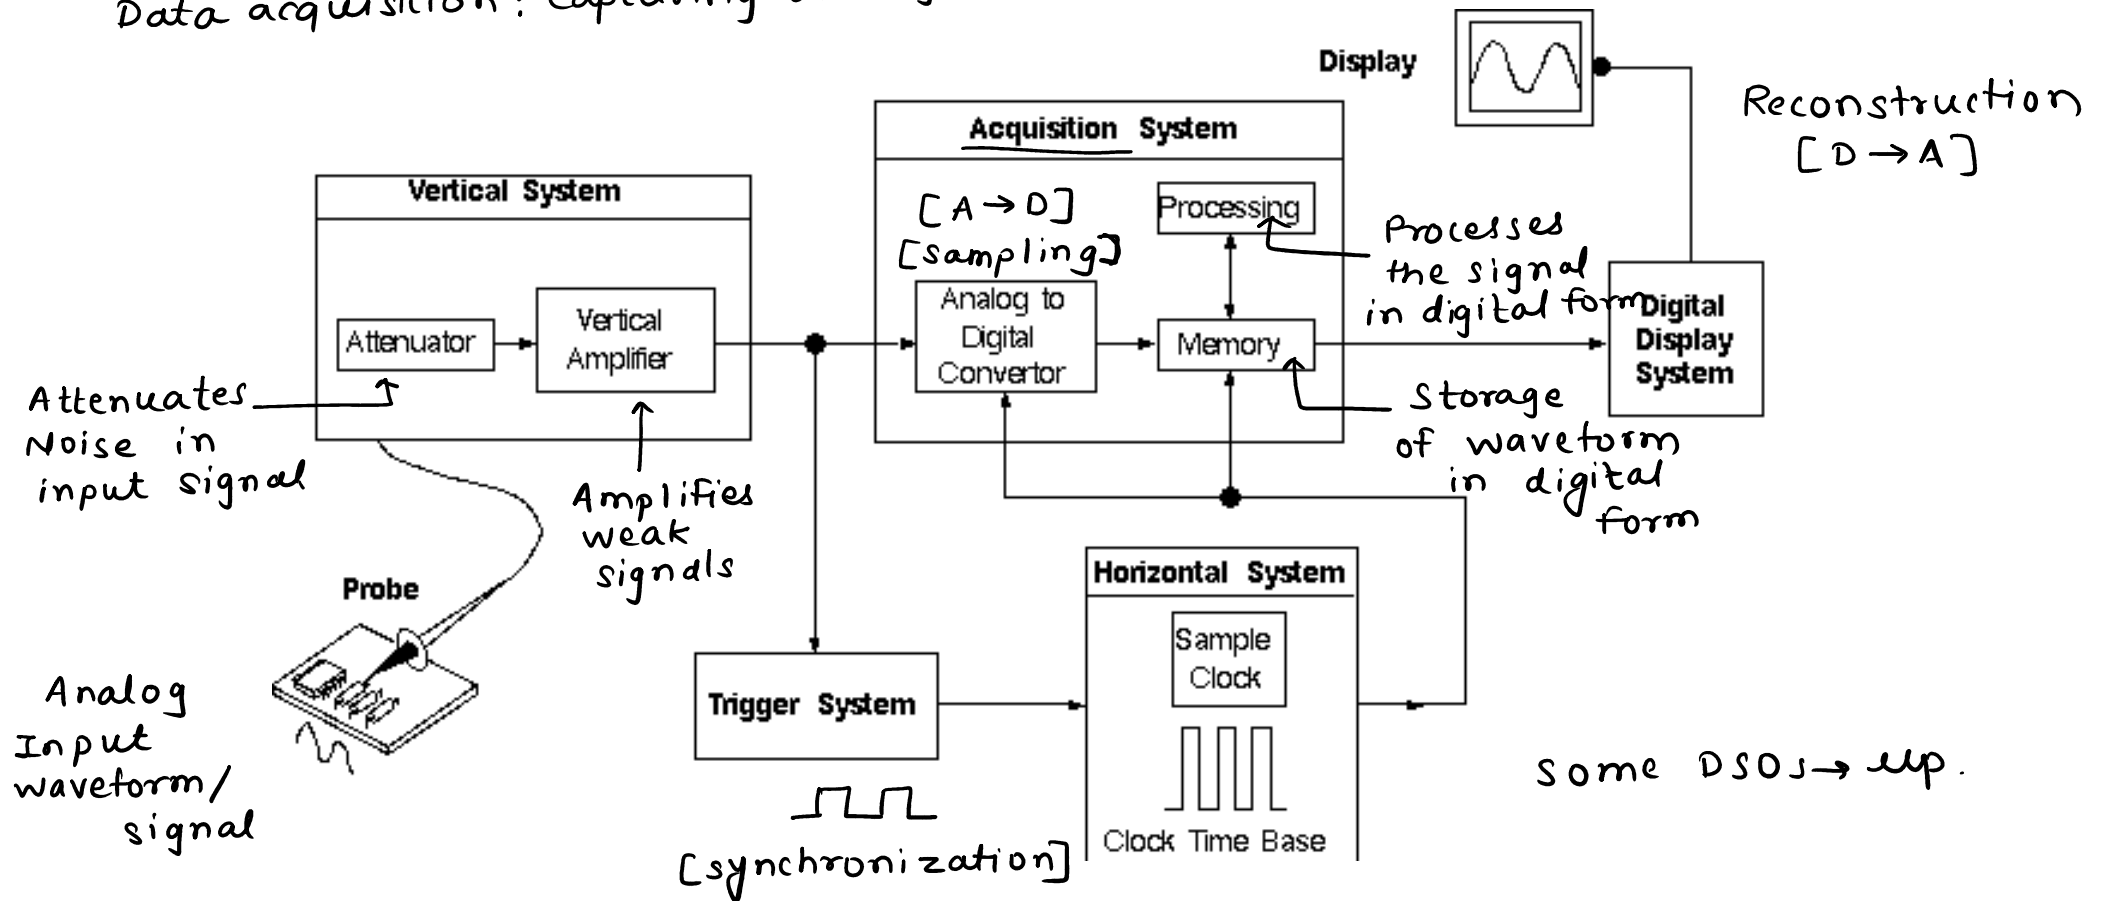 Data acquisition : Capturing
Display
Reconstruction
[D → A]
Acquisition System
Vertical System
[A → D]
[sampling]
Processing
Processes
the signal
in digital form
Analog to
Digital
Convertor
Memory
Digital
Display
System
Attenuator
Vertical
Amplifier
Attenuates
Noise in
input signal
Amplifies
weak
signals
Storage
of waveform
in digital
form
Probe
Analog
Input
waveform/
signal
Horizontal System
Sample
Clock
Clock Time Base
Trigger System
[synchronization]
Some DSOs → μp.